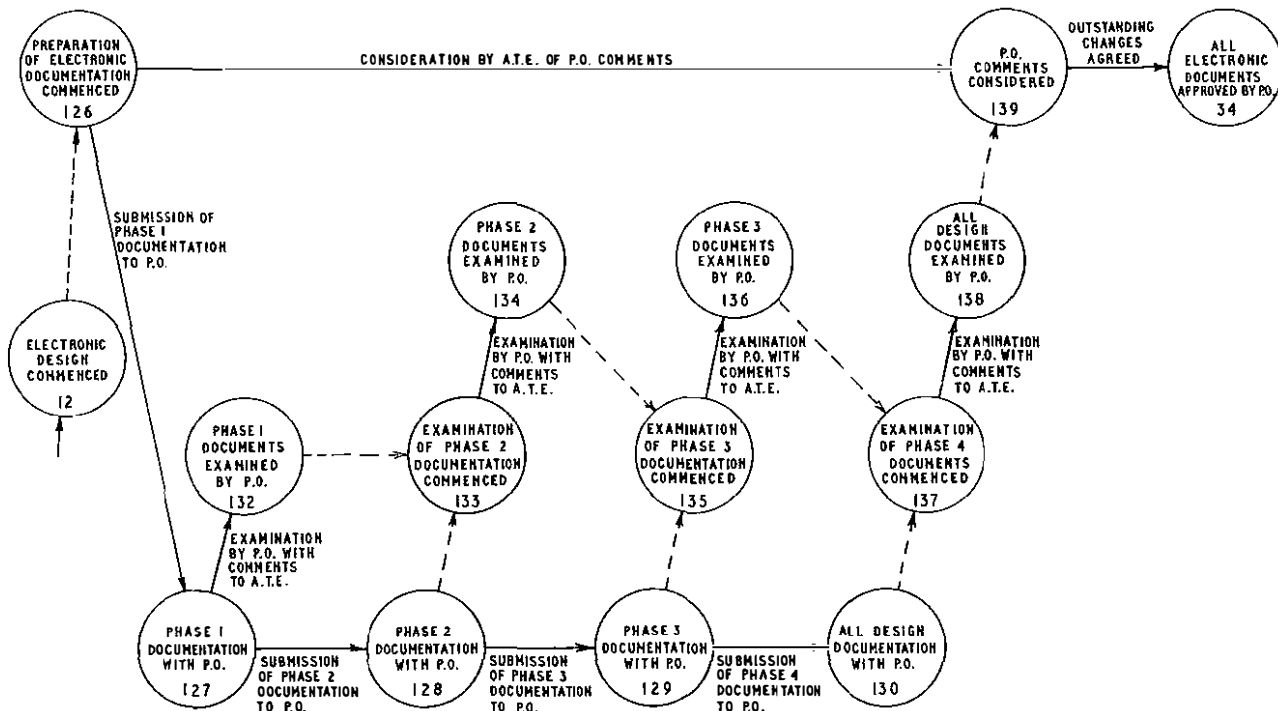 PREPARATION
OF ELECTRONIC
DOCUMENTATION
COMMENCED
126
CONSIDERATION BY A.T.E. OF P.O. COMMENTS
P.O.
COMMENTS
CONSIDERED
139
OUTSTANDING
CHANGES
AGREED
ALL
ELECTRONIC
DOCUMENTS
APPROVED BY P.O.
34
SUBMISSION OF
PHASE 1
DOCUMENTATION
TO P.O.
ELECTRONIC
DESIGN
COMMENCED
12
PHASE 2
DOCUMENTS
EXAMINED
BY P.O.
134
PHASE 3
DOCUMENTS
EXAMINED
BY P.O.
136
ALL
DESIGN
DOCUMENTS
EXAMINED
BY P.O.
138
EXAMINATION
BY P.O. WITH
COMMENTS
TO A.T.E.
EXAMINATION
BY P.O. WITH
COMMENTS
TO A.T.E.
EXAMINATION
BY P.O. WITH
COMMENTS
TO A.T.E.
PHASE 1
DOCUMENTS
EXAMINED
BY P.O.
132
EXAMINATION
OF PHASE 2
DOCUMENTATION
COMMENCED
133
EXAMINATION
OF PHASE 3
DOCUMENTATION
COMMENCED
135
EXAMINATION
OF PHASE 4
DOCUMENTS
COMMENCED
137
EXAMINATION
BY P.O. WITH
COMMENTS
TO A.T.E.
PHASE 1
DOCUMENTATION
WITH P.O.
127
SUBMISSION
OF PHASE 2
DOCUMENTATION
TO P.O.
PHASE 2
DOCUMENTATION
WITH P.O.
128
SUBMISSION
OF PHASE 3
DOCUMENTATION
TO P.O.
PHASE 3
DOCUMENTATION
WITH P.O.
129
SUBMISSION
OF PHASE 4
DOCUMENTATION
TO P.O.
ALL DESIGN
DOCUMENTATION
WITH P.O.
130